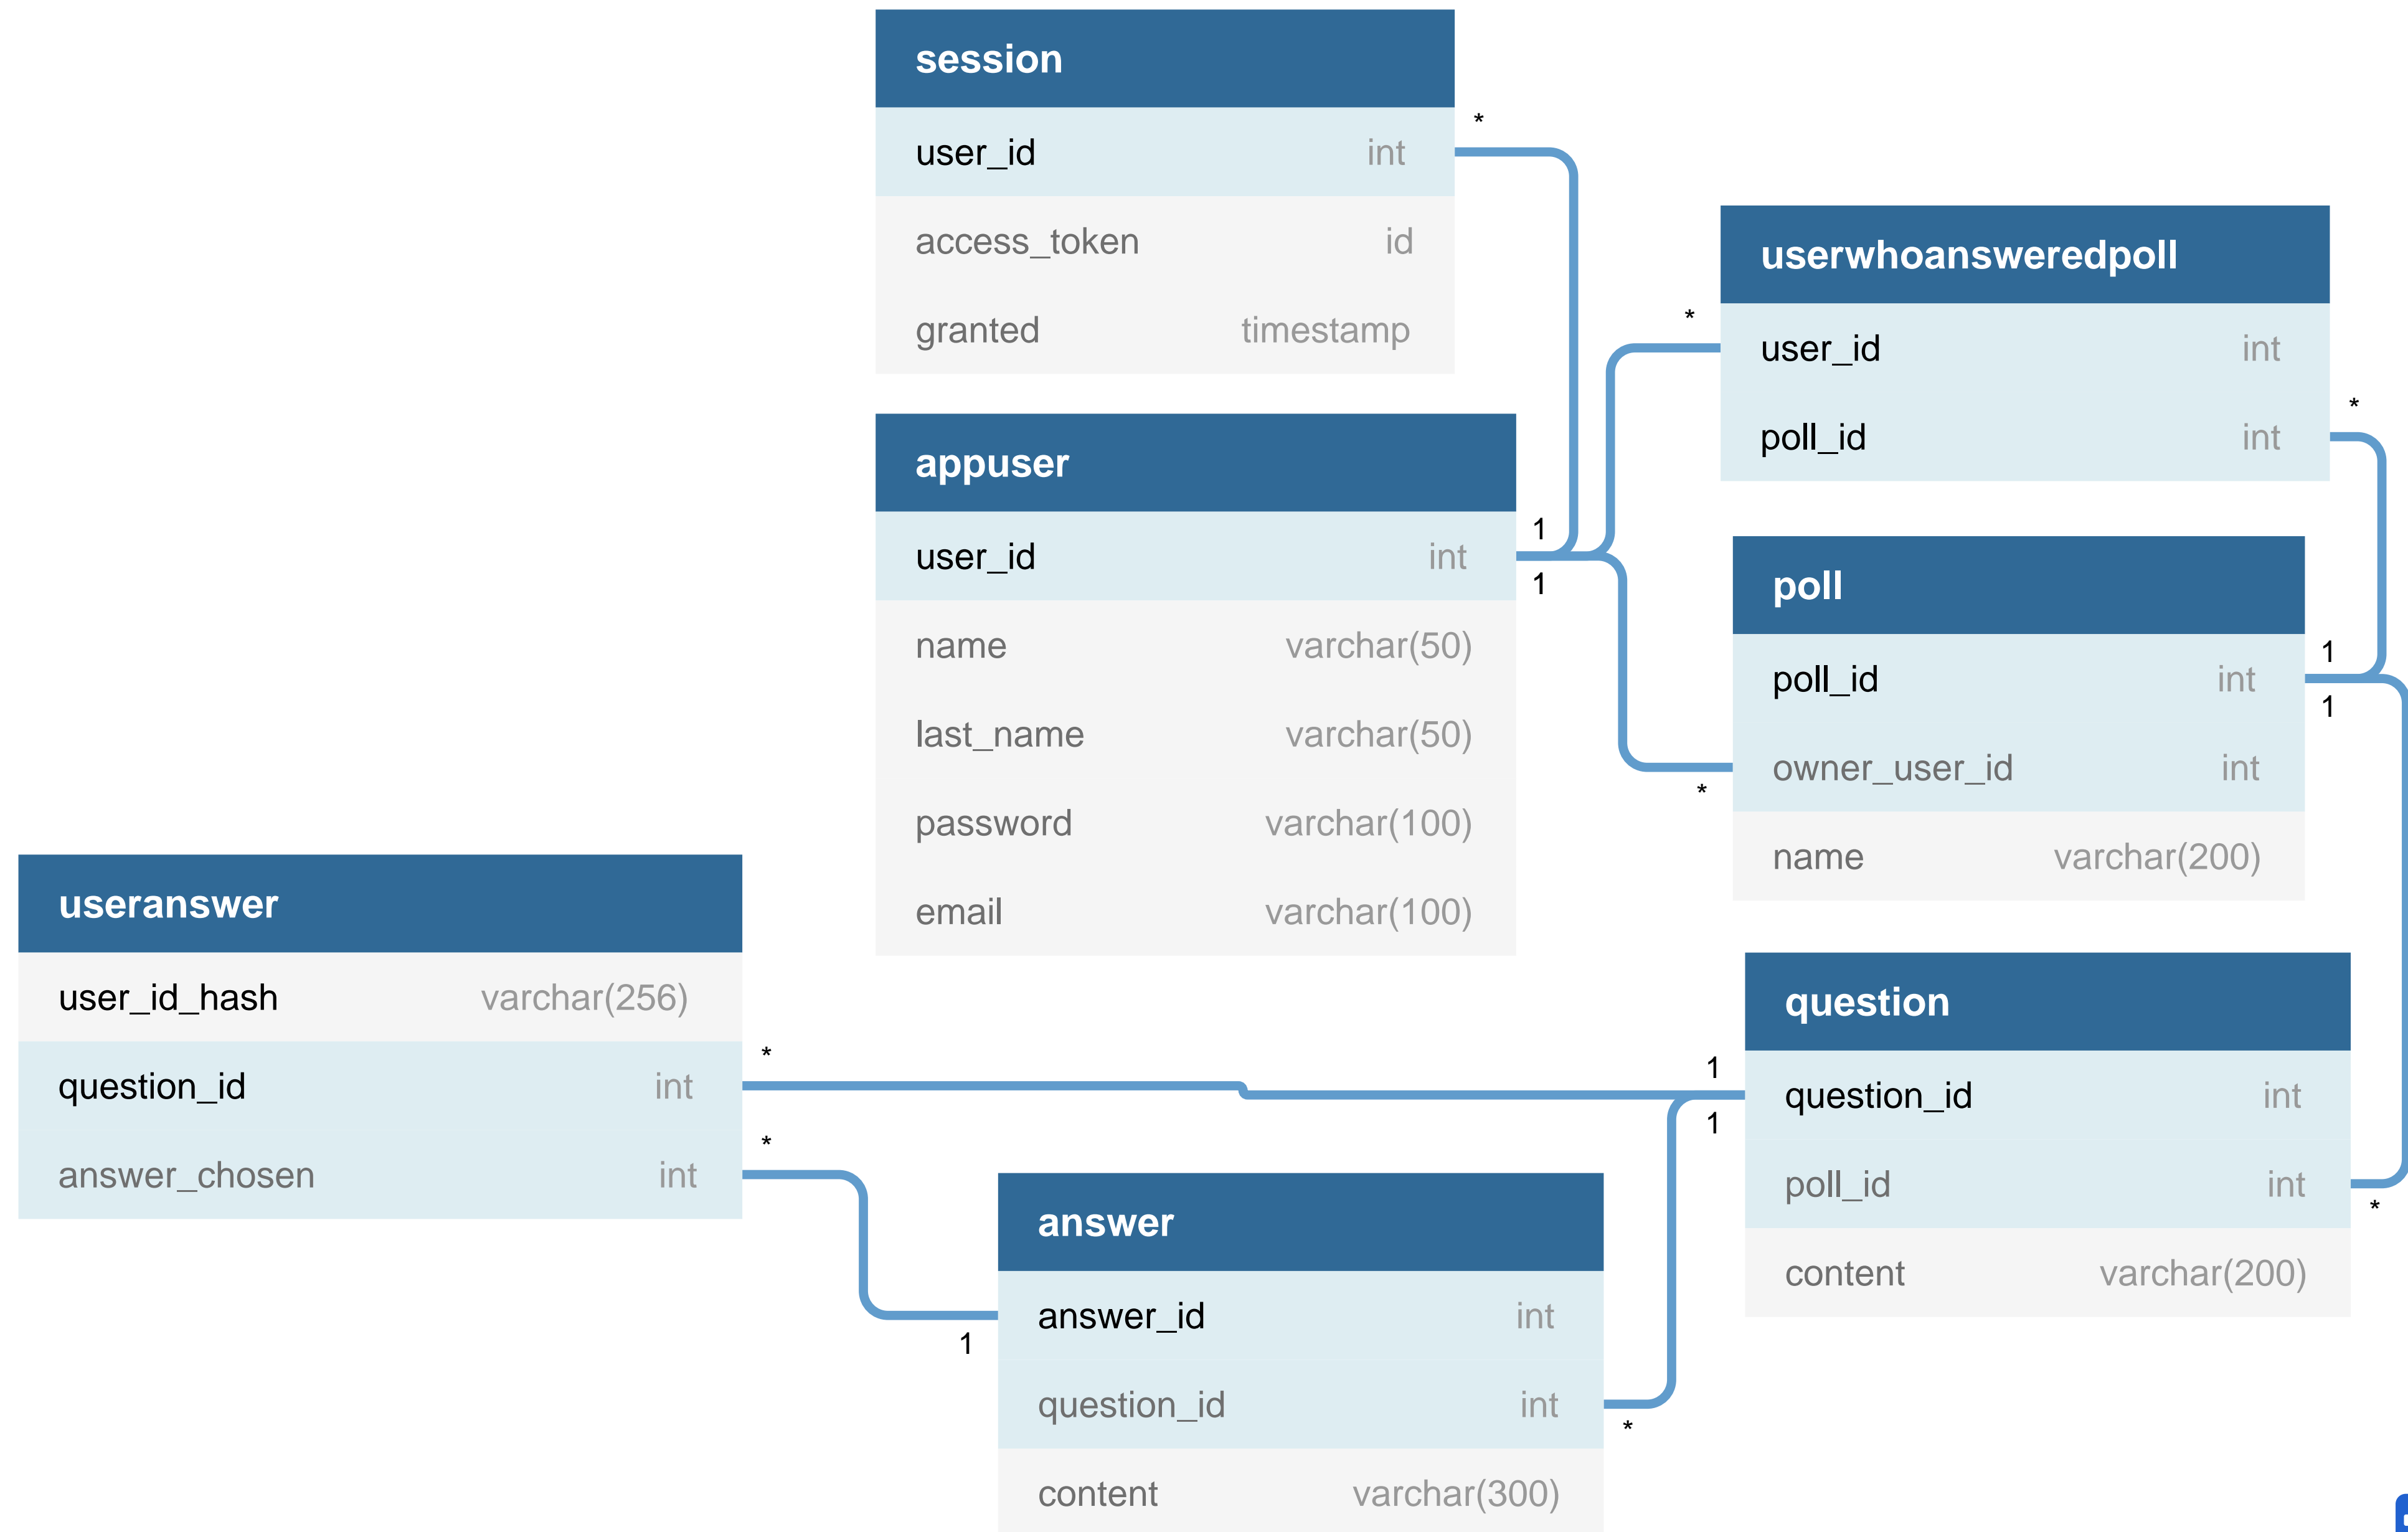 session
user_id int
access_token id
granted timestamp
*
userwhoansweredpoll
user_id int
poll_id int
*
*
appuser
user_id int
name varchar(50)
last_name varchar(50)
password varchar(100)
email varchar(100)
1
1
poll
poll_id int
owner_user_id int
name varchar(200)
1
1
*
useranswer
user_id_hash varchar(256)
question_id int
answer_chosen int
*
*
question
question_id int
poll_id int
content varchar(200)
1
1
*
answer
answer_id int
question_id int
content varchar(300)
1
*